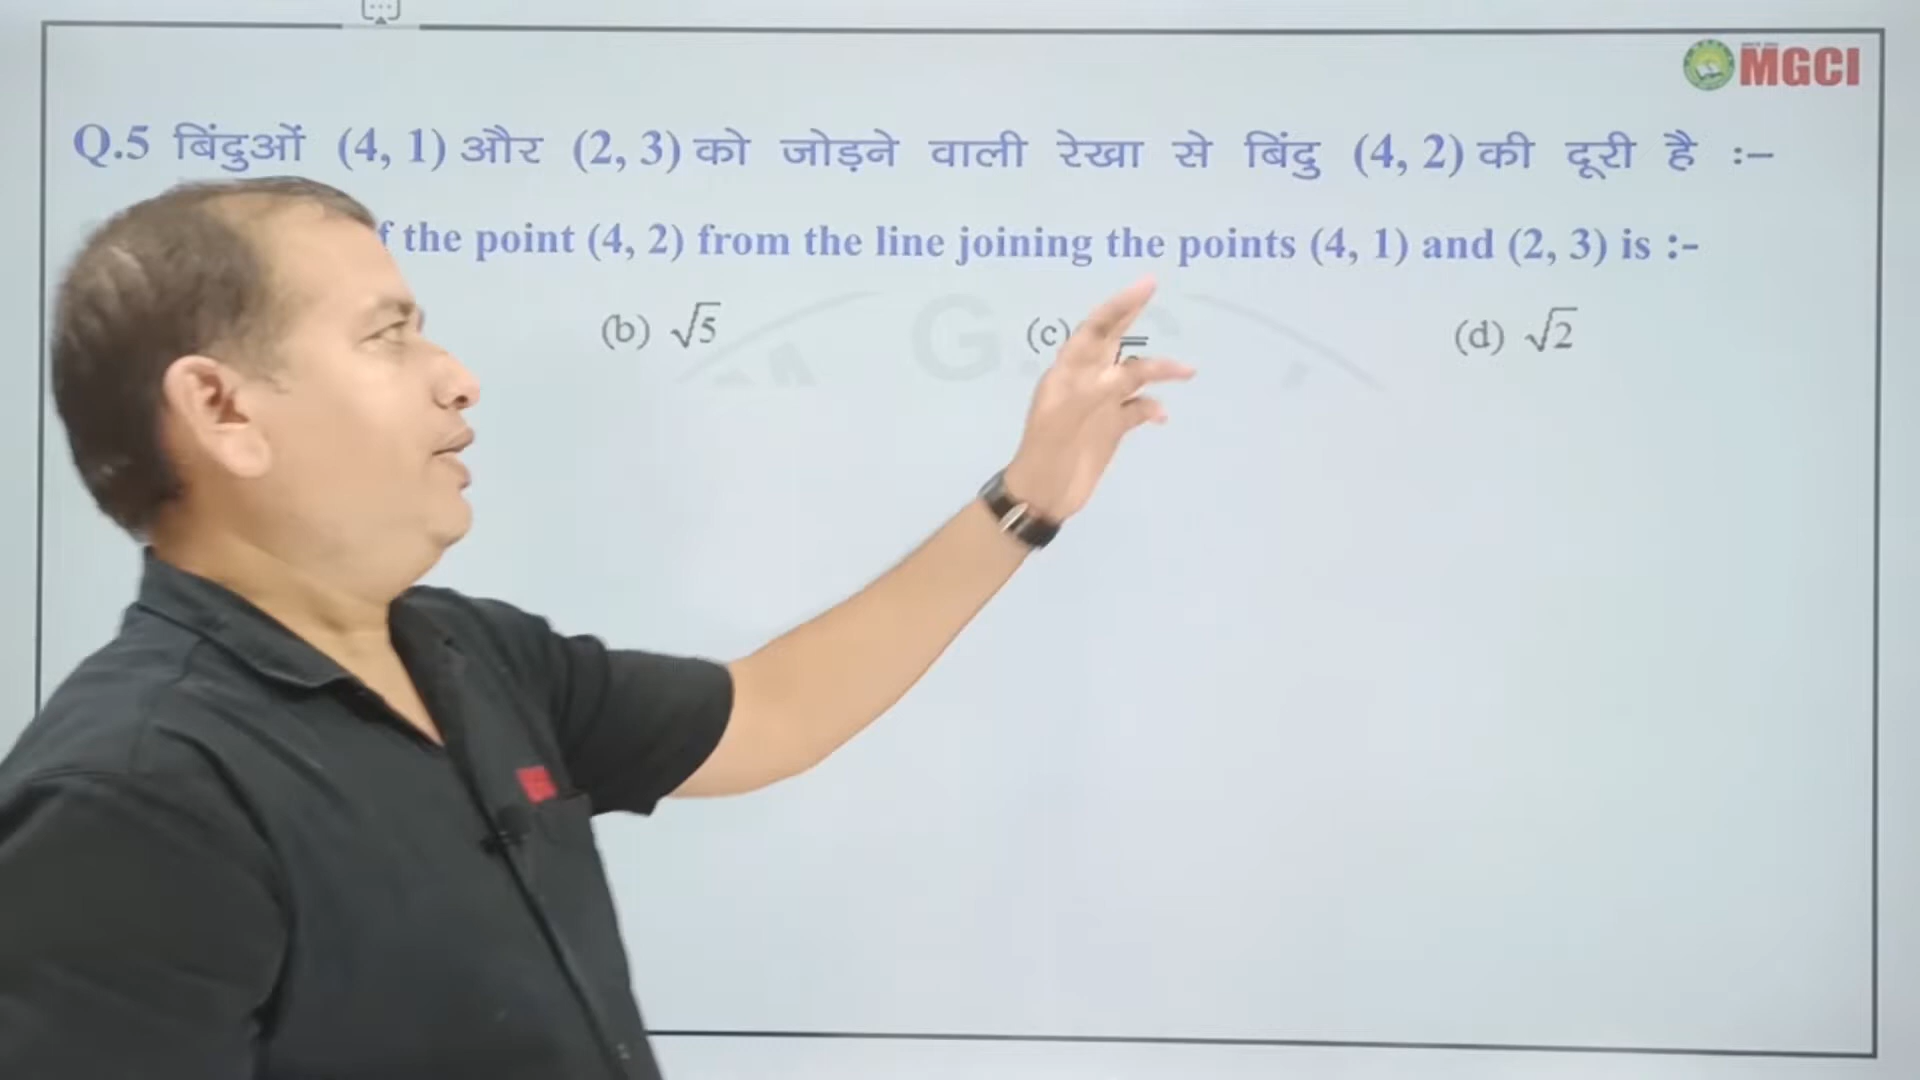 MGCI
Q.5 बिंदुओं (4, 1) और (2, 3) को जोड़ने वाली रेखा से बिंदु (4, 2) की दूरी है :–
the point (4, 2) from the line joining the points (4, 1) and (2, 3) is :-
(b) √5 (c) (d) √2